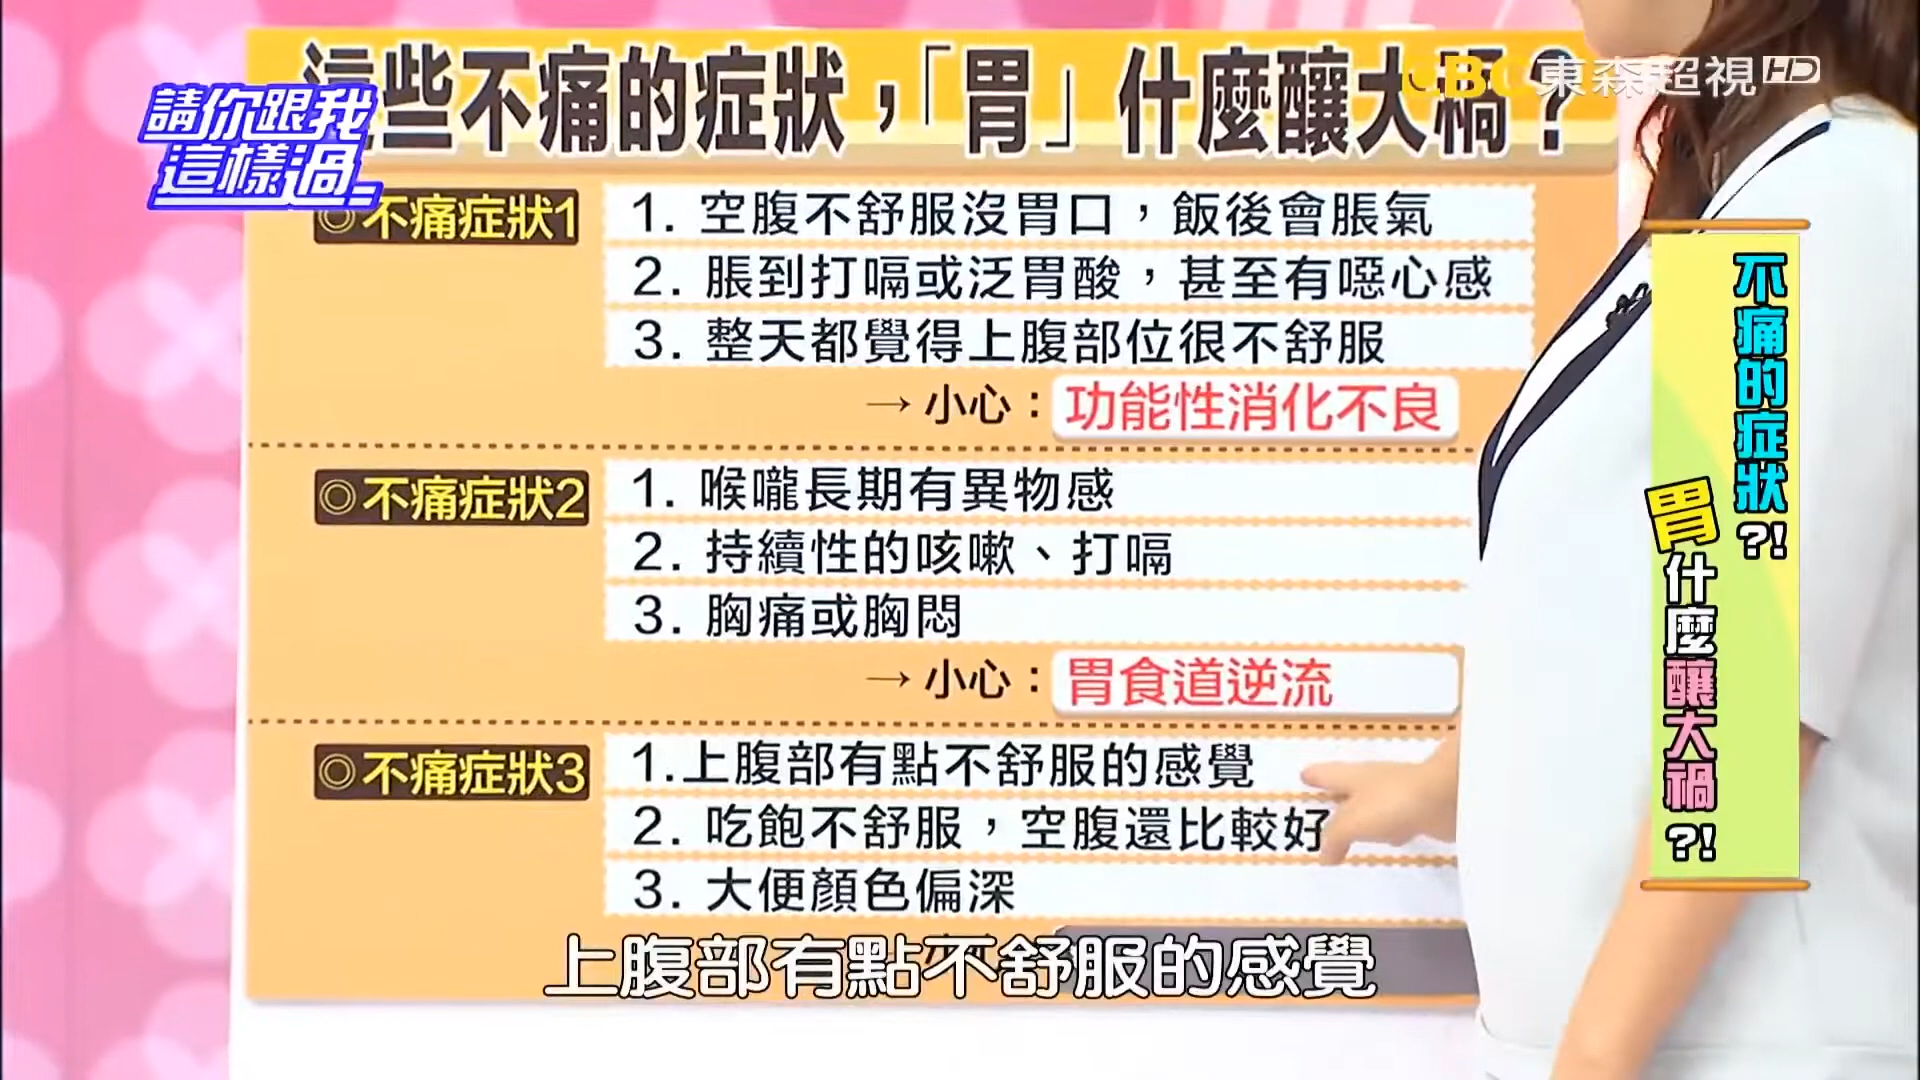 這些不痛的症狀，「胃」什麼釀大禍？
EBC 東森超視 HD
請你跟我
這樣過
◎不痛症狀1
1. 空腹不舒服沒胃口，飯後會脹氣
2. 脹到打嗝或泛胃酸，甚至有噁心感
3. 整天都覺得上腹部位很不舒服
→ 小心：功能性消化不良
◎不痛症狀2
1. 喉嚨長期有異物感
2. 持續性的咳嗽、打嗝
3. 胸痛或胸悶
→ 小心：胃食道逆流
◎不痛症狀3
1.上腹部有點不舒服的感覺
2. 吃飽不舒服，空腹還比較好
3. 大便顏色偏深
不痛的症狀?!
胃什麼釀大禍?!
上腹部有點不舒服的感覺